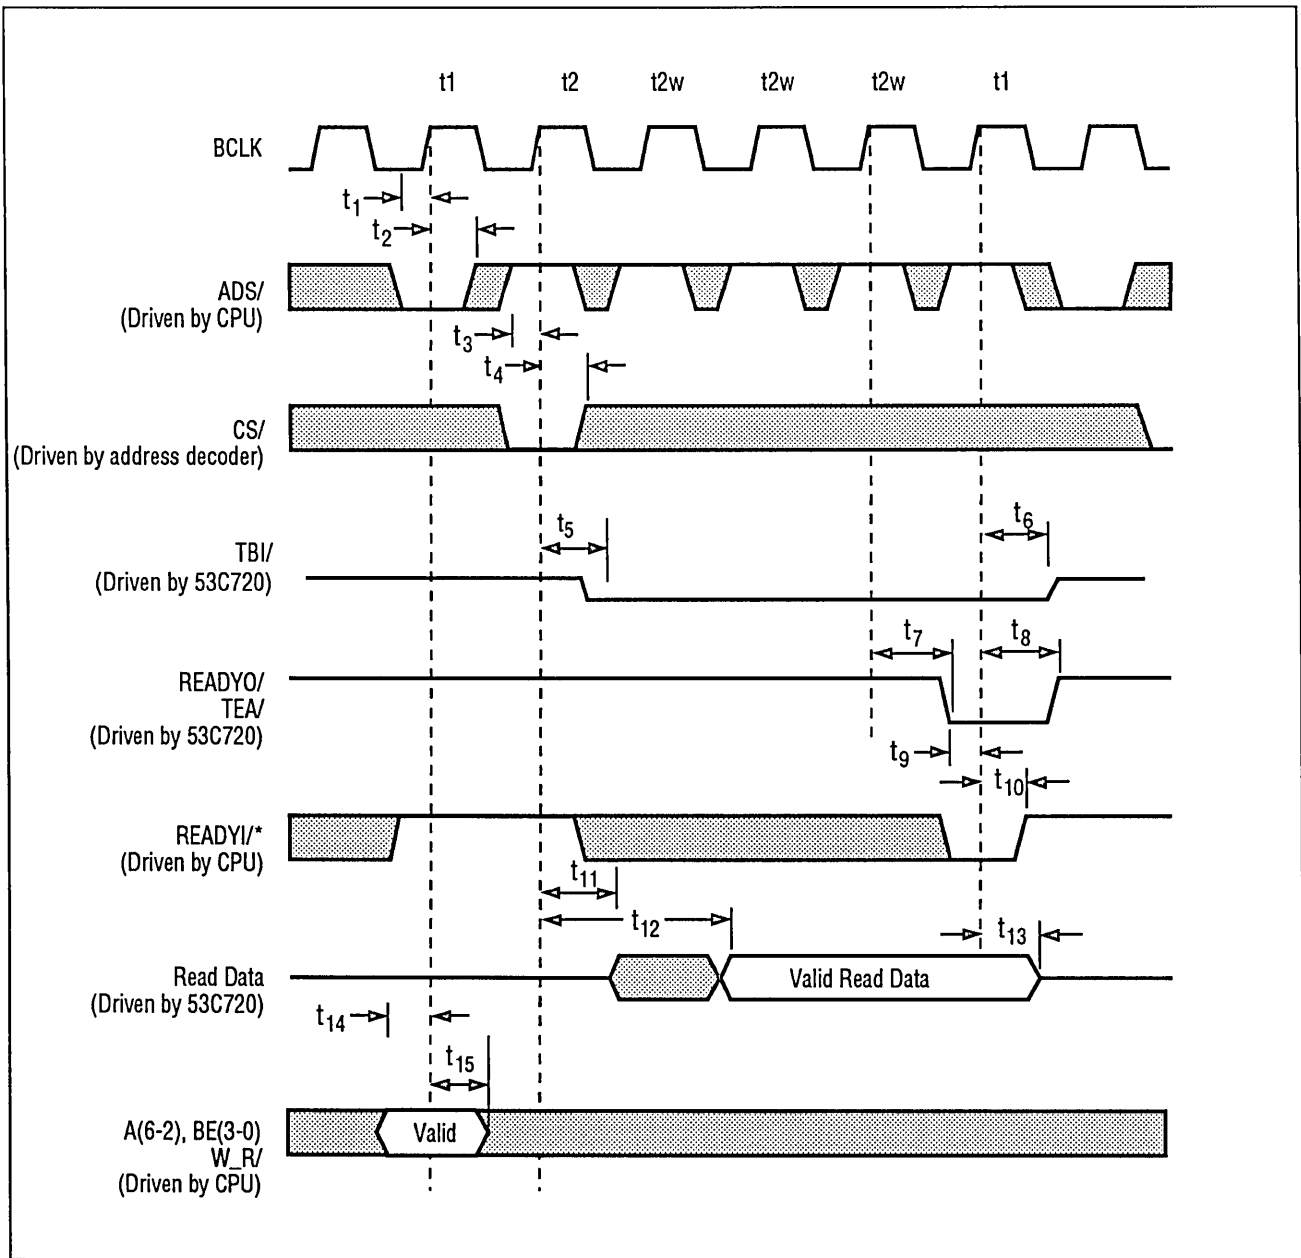 t1 t2 t2w t2w t2w t1
BCLK
t1
t2
ADS/
(Driven by CPU)
t3
t4
CS/
(Driven by address decoder)
t5
t6
TBI/
(Driven by 53C720)
t7
t8
READYO/
TEA/
(Driven by 53C720)
t9
t10
READYI/*
(Driven by CPU)
t11
t12
t13
Read Data
Valid Read Data
(Driven by 53C720)
t14
t15
A(6-2), BE(3-0)
Valid
W_R/
(Driven by CPU)